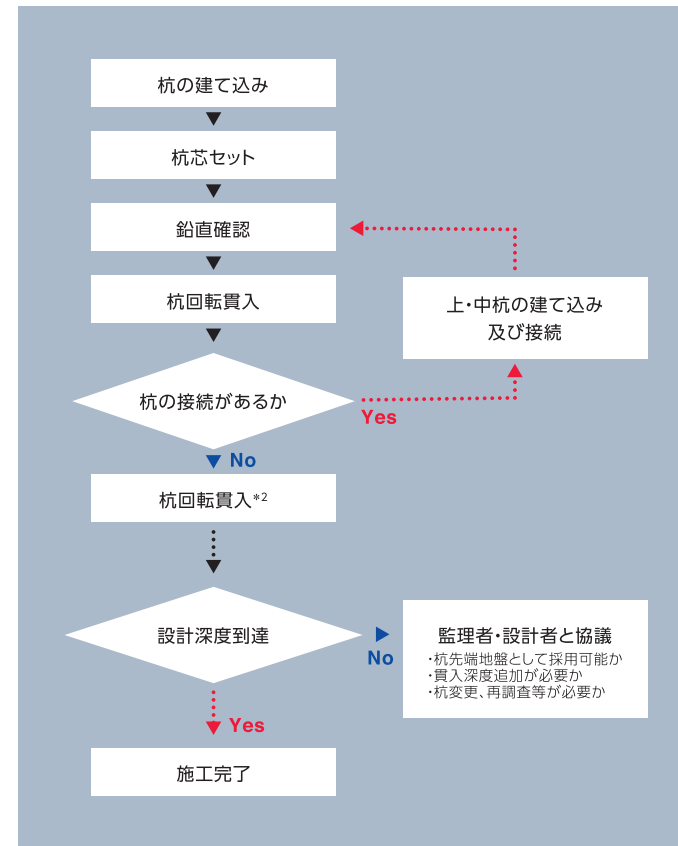 杭の建て込み
杭芯セット
鉛直確認
杭回転貫入
上・中杭の建て込み
及び接続
杭の接続があるか
Yes
No
杭回転貫入*2
設計深度到達
No
監理者・設計者と協議
・杭先端地盤として採用可能か
・貫入深度追加が必要か
・杭変更、再調査等が必要か
Yes
施工完了